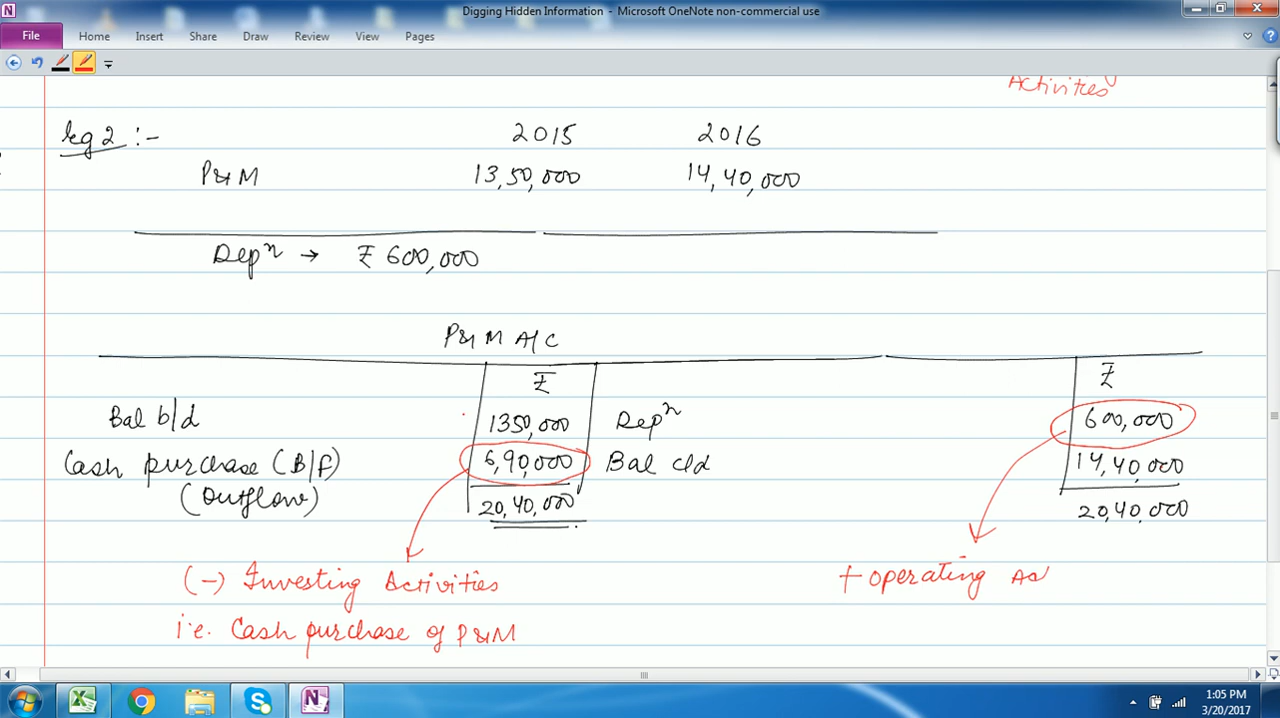 Digging Hidden Information - Microsoft OneNote non-commercial use
File Home Insert Share Draw Review View Pages
Activities
eg 2 :- 2015 2016
P&M 13,50,000 14,40,000
Depⁿ → ₹ 600,000
P&M A/C
₹ ₹
Bal b/d 1350,000 Depⁿ 600,000
Cash purchase (B/F) 6,90,000 Bal c/d 14,40,000
(Outflow) 20,40,000 20,40,000
(-) Investing Activities + operating Ac
i.e. Cash purchase of P&M
1:05 PM
3/20/2017